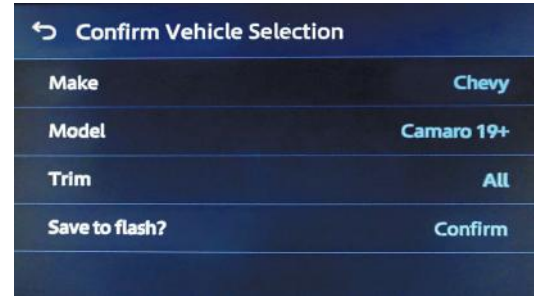 Confirm Vehicle Selection
Make Chevy
Model Camaro 19+
Trim All
Save to flash? Confirm